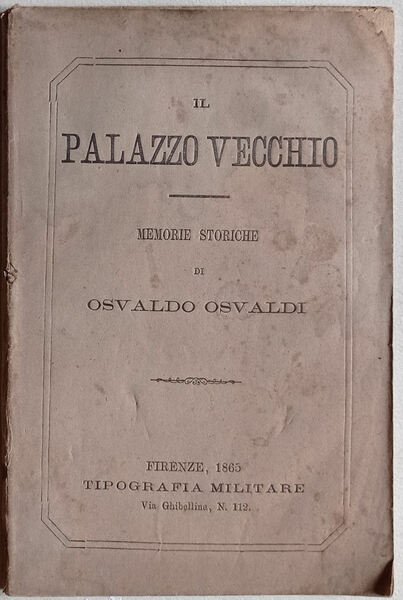 IL
PALAZZO VECCHIO
MEMORIE STORICHE
DI
OSVALDO OSVALDI
FIRENZE, 1865
TIPOGRAFIA MILITARE
Via Ghibellina, N. 112.